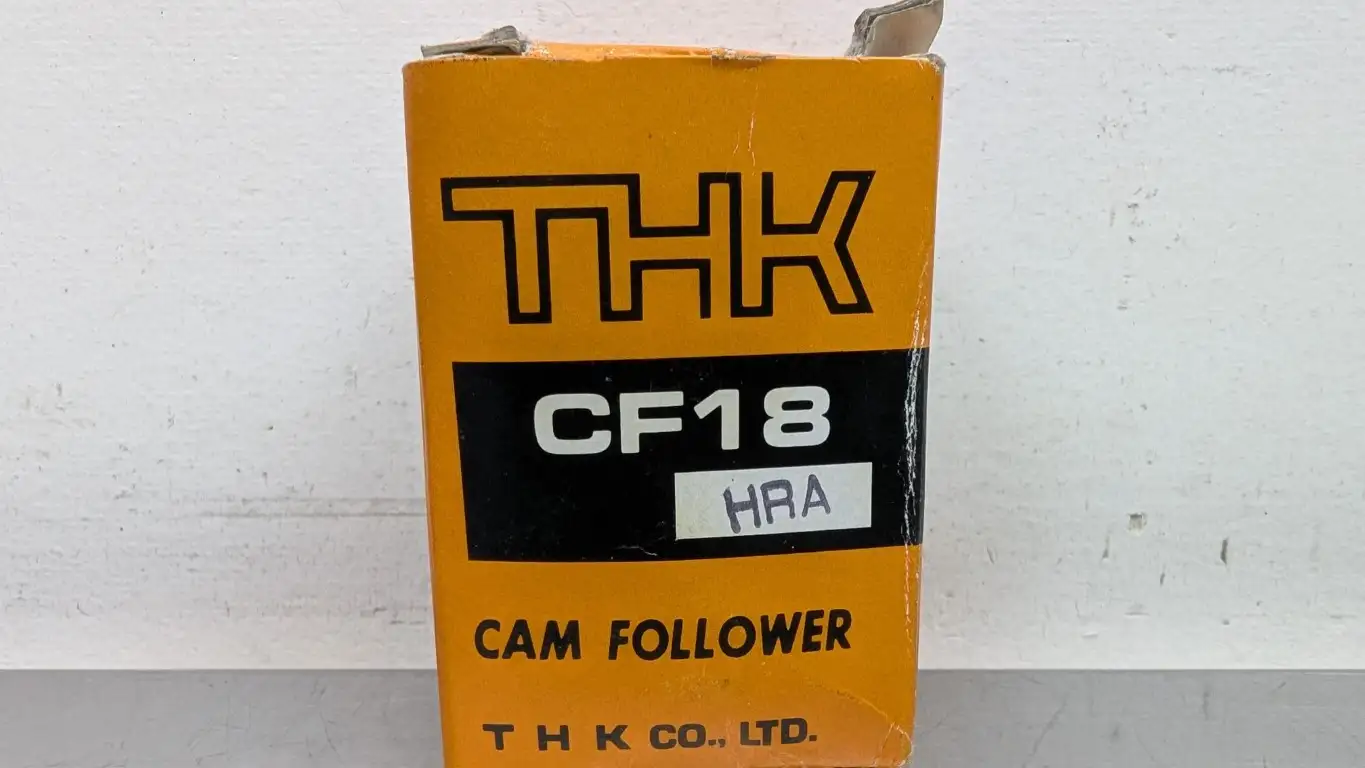 THK
CF18
HRA
CAM FOLLOWER
T H K CO., LTD.